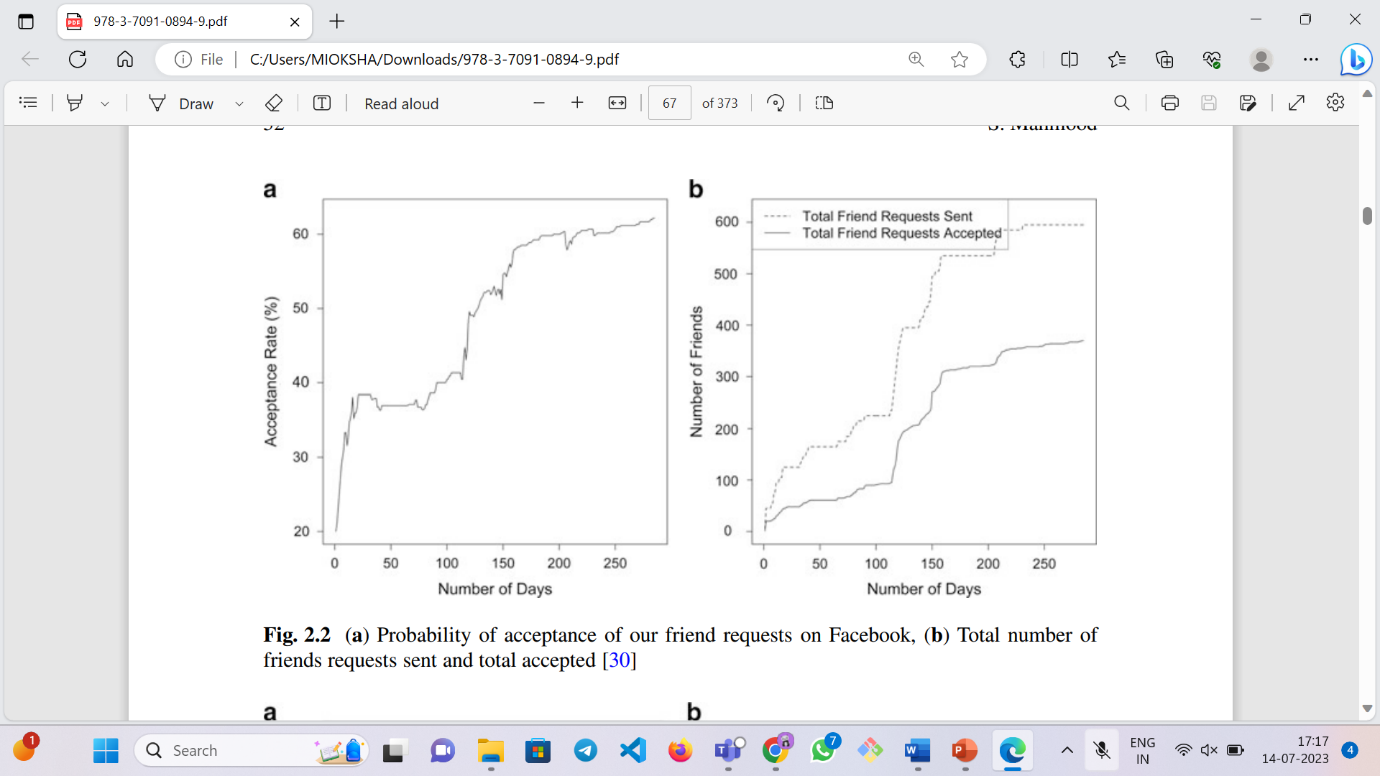 978-3-7091-0894-9.pdf
File
C:/Users/MIOKSHA/Downloads/978-3-7091-0894-9.pdf
Draw
Read aloud
67
of 373
a
60
50
40
30
20
Acceptance Rate (%)
0 50 100 150 200 250
Number of Days
b
Total Friend Requests Sent
Total Friend Requests Accepted
600
500
400
300
200
100
0
Number of Friends
0 50 100 150 200 250
Number of Days
Fig. 2.2 (a) Probability of acceptance of our friend requests on Facebook, (b) Total number of
friends requests sent and total accepted [30]
a
b
1
Search
7
ENG
IN
17:17
14-07-2023
4